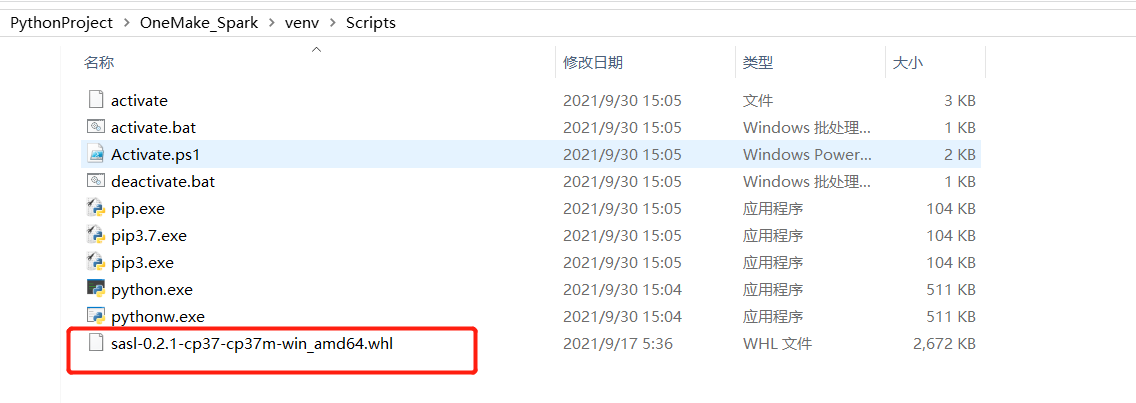 PythonProject > OneMake_Spark > venv > Scripts
名称 修改日期 类型 大小
activate 2021/9/30 15:05 文件 3 KB
activate.bat 2021/9/30 15:05 Windows 批处理... 1 KB
Activate.ps1 2021/9/30 15:05 Windows Power... 2 KB
deactivate.bat 2021/9/30 15:05 Windows 批处理... 1 KB
pip.exe 2021/9/30 15:05 应用程序 104 KB
pip3.7.exe 2021/9/30 15:05 应用程序 104 KB
pip3.exe 2021/9/30 15:05 应用程序 104 KB
python.exe 2021/9/30 15:04 应用程序 511 KB
pythonw.exe 2021/9/30 15:04 应用程序 511 KB
sasl-0.2.1-cp37-cp37m-win_amd64.whl 2021/9/17 5:36 WHL 文件 2,672 KB